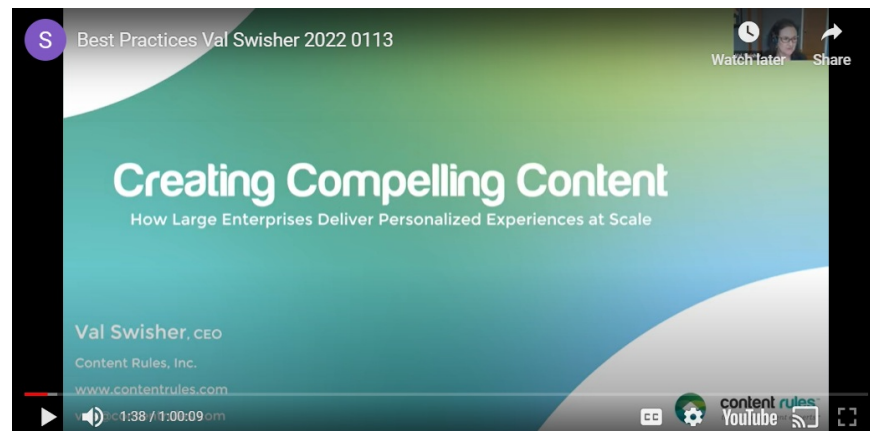 S
Best Practices Val Swisher 2022 0113
Watch later
Share
Creating Compelling Content
How Large Enterprises Deliver Personalized Experiences at Scale
Val Swisher, CEO
Content Rules, Inc.
www.contentrules.com
1:38 / 1:00:09
om
CC
content rules
YouTube